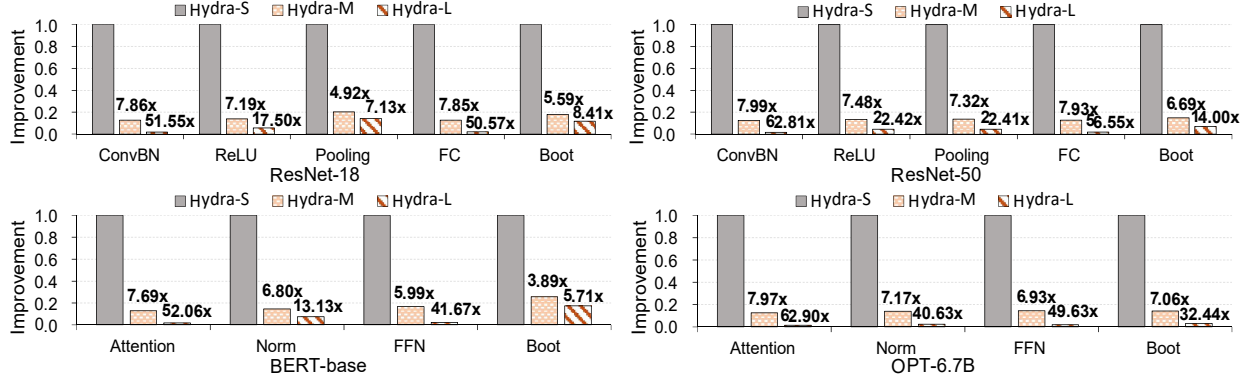 Hydra-S Hydra-M Hydra-L
Improvement
1.0
0.8
0.6
0.4
0.2
0.0
7.86x 51.55x 7.19x 17.50x 4.92x 7.13x 7.85x 50.57x 5.59x 8.41x
ConvBN ReLU Pooling FC Boot
ResNet-18
Hydra-S Hydra-M Hydra-L
Improvement
1.0
0.8
0.6
0.4
0.2
0.0
7.99x 62.81x 7.48x 22.42x 7.32x 22.41x 7.93x 56.55x 6.69x 14.00x
ConvBN ReLU Pooling FC Boot
ResNet-50
Hydra-S Hydra-M Hydra-L
Improvement
1.0
0.8
0.6
0.4
0.2
0.0
7.69x 52.06x 6.80x 13.13x 5.99x 41.67x 3.89x 5.71x
Attention Norm FFN Boot
BERT-base
Hydra-S Hydra-M Hydra-L
Improvement
1.0
0.8
0.6
0.4
0.2
0.0
7.97x 62.90x 7.17x 40.63x 6.93x 49.63x 7.06x 32.44x
Attention Norm FFN Boot
OPT-6.7B